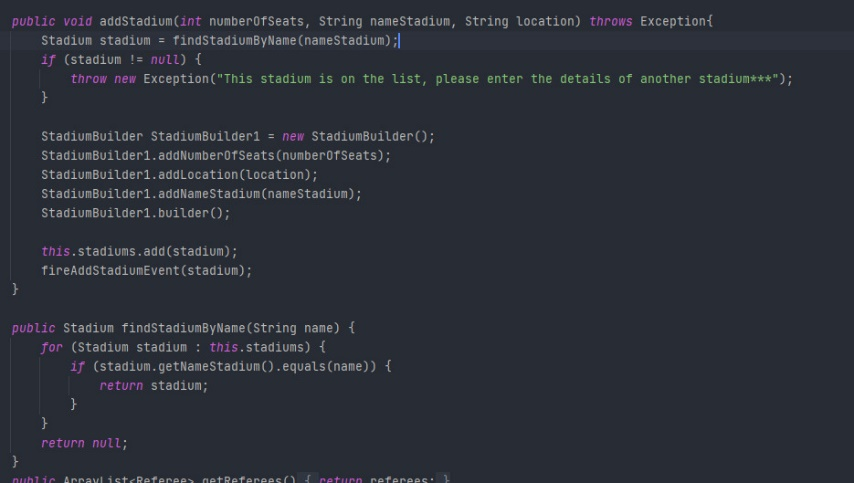 public void addStadium(int numberOfSeats, String nameStadium, String location) throws Exception{
Stadium stadium = findStadiumByName(nameStadium);
if (stadium != null) {
throw new Exception("This stadium is on the list, please enter the details of another stadium***");
}
StadiumBuilder StadiumBuilder1 = new StadiumBuilder();
StadiumBuilder1.addNumberOfSeats(numberOfSeats);
StadiumBuilder1.addLocation(location);
StadiumBuilder1.addNameStadium(nameStadium);
StadiumBuilder1.builder();
this.stadiums.add(stadium);
fireAddStadiumEvent(stadium);
}
public Stadium findStadiumByName(String name) {
for (Stadium stadium : this.stadiums) {
if (stadium.getNameStadium().equals(name)) {
return stadium;
}
}
return null;
}
public ArrayList<Referee> getReferees() { return referees; }